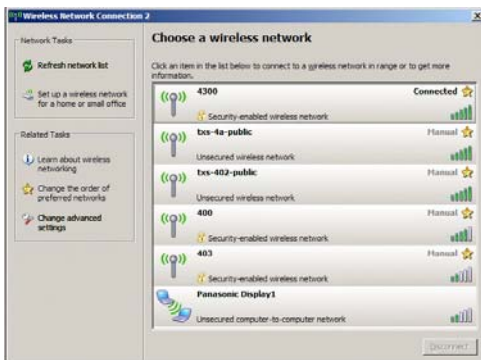 Wireless Network Connection 2
X
Network Tasks
Refresh network list
Set up a wireless network
for a home or small office
Related Tasks
Learn about wireless
networking
Change the order of
preferred networks
Change advanced
settings
Choose a wireless network
Click an item in the list below to connect to a wireless network in range or to get more
information.
4300 Connected
Security-enabled wireless network
txs-4a-public Manual
Unsecured wireless network
txs-402-public Manual
Unsecured wireless network
400 Manual
Security-enabled wireless network
403 Manual
Security-enabled wireless network
Panasonic Display1
Unsecured computer-to-computer network
Disconnect